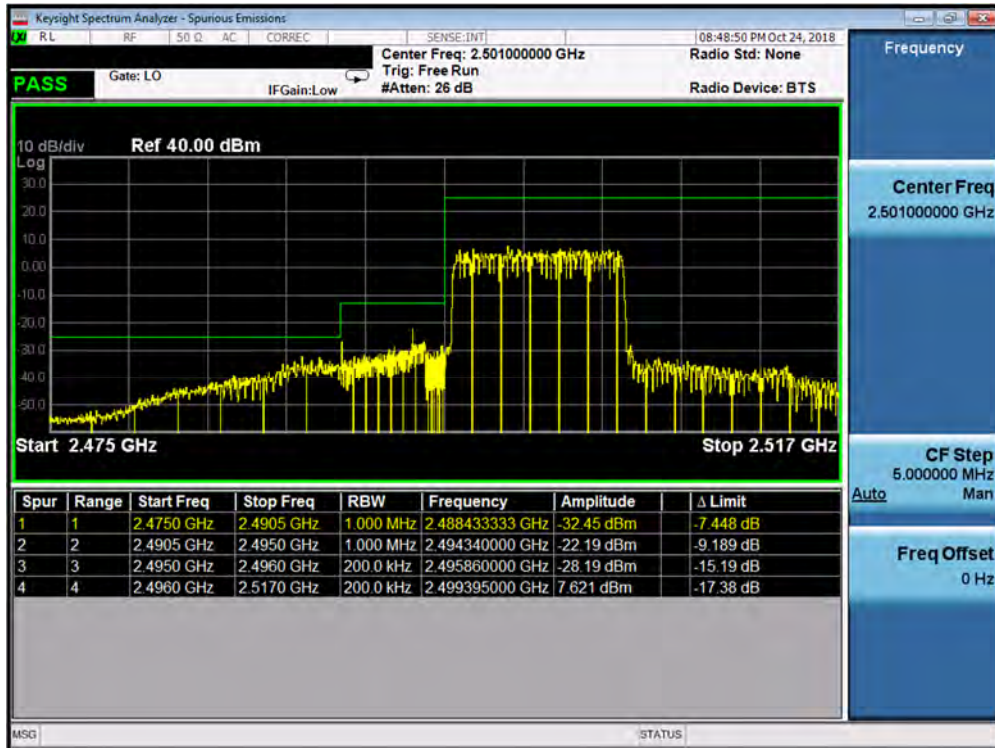 Keysight Spectrum Analyzer - Spurious Emissions
LXI RL RF 50 Ω AC CORREC SENSE:INT 08:48:50 PM Oct 24, 2018
Center Freq: 2.501000000 GHz Radio Std: None
PASS Gate: LO Trig: Free Run
IFGain:Low #Atten: 26 dB Radio Device: BTS
10 dB/div Ref 40.00 dBm
Log
30.0
20.0
10.0
0.00
-10.0
-20.0
-30.0
-40.0
-50.0
Start 2.475 GHz Stop 2.517 GHz
Spur Range Start Freq Stop Freq RBW Frequency Amplitude Δ Limit
1 1 2.4750 GHz 2.4905 GHz 1.000 MHz 2.488433333 GHz -32.45 dBm -7.448 dB
2 2 2.4905 GHz 2.4950 GHz 1.000 MHz 2.494340000 GHz -22.19 dBm -9.189 dB
3 3 2.4950 GHz 2.4960 GHz 200.0 kHz 2.495860000 GHz -28.19 dBm -15.19 dB
4 4 2.4960 GHz 2.5170 GHz 200.0 kHz 2.499395000 GHz 7.621 dBm -17.38 dB
MSG STATUS
Frequency
Center Freq
2.501000000 GHz
CF Step
5.000000 MHz
Auto Man
Freq Offset
0 Hz